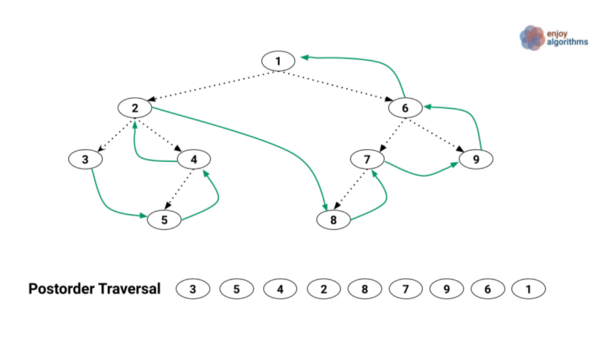 enjoy
algorithms
1
2 6
3 4 7 9
5 8
Postorder Traversal 3 5 4 2 8 7 9 6 1